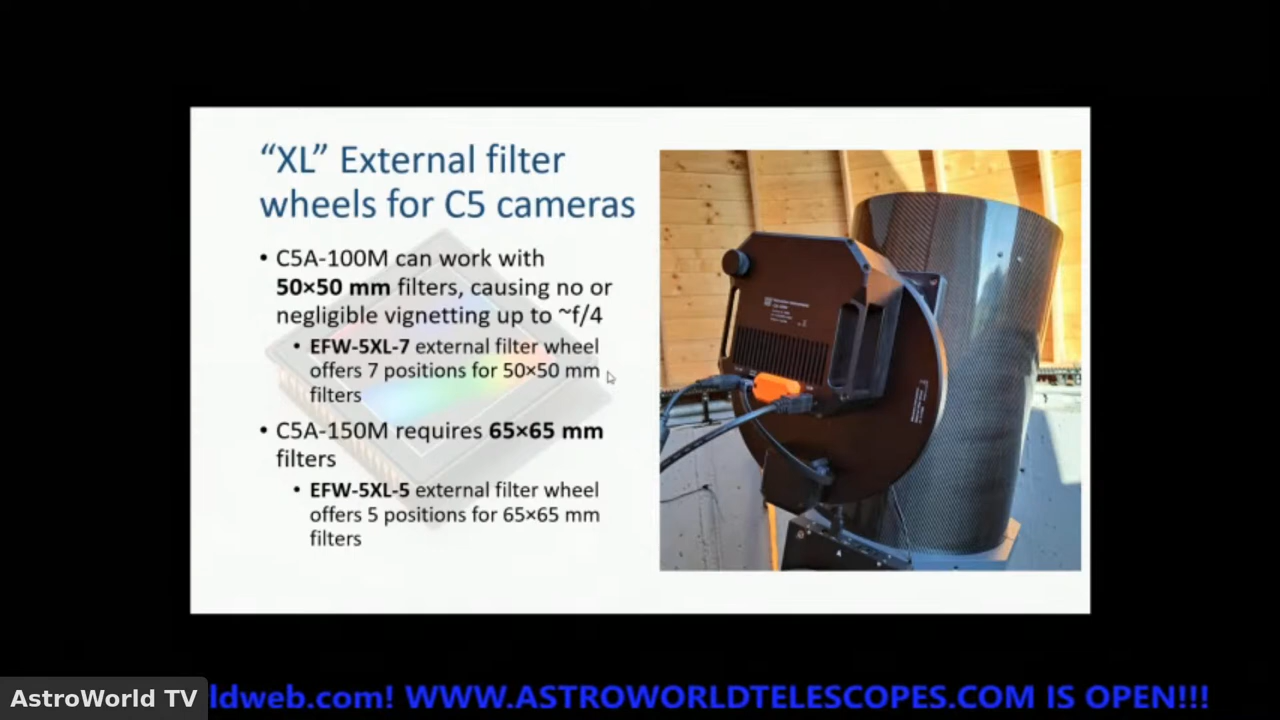 “XL” External filter
wheels for C5 cameras
• C5A-100M can work with
50×50 mm filters, causing no or
negligible vignetting up to ~f/4
• EFW-5XL-7 external filter wheel
offers 7 positions for 50×50 mm
filters
• C5A-150M requires 65×65 mm
filters
• EFW-5XL-5 external filter wheel
offers 5 positions for 65×65 mm
filters
AstroWorld TV
ldweb.com! WWW.ASTROWORLDTELESCOPES.COM IS OPEN!!!